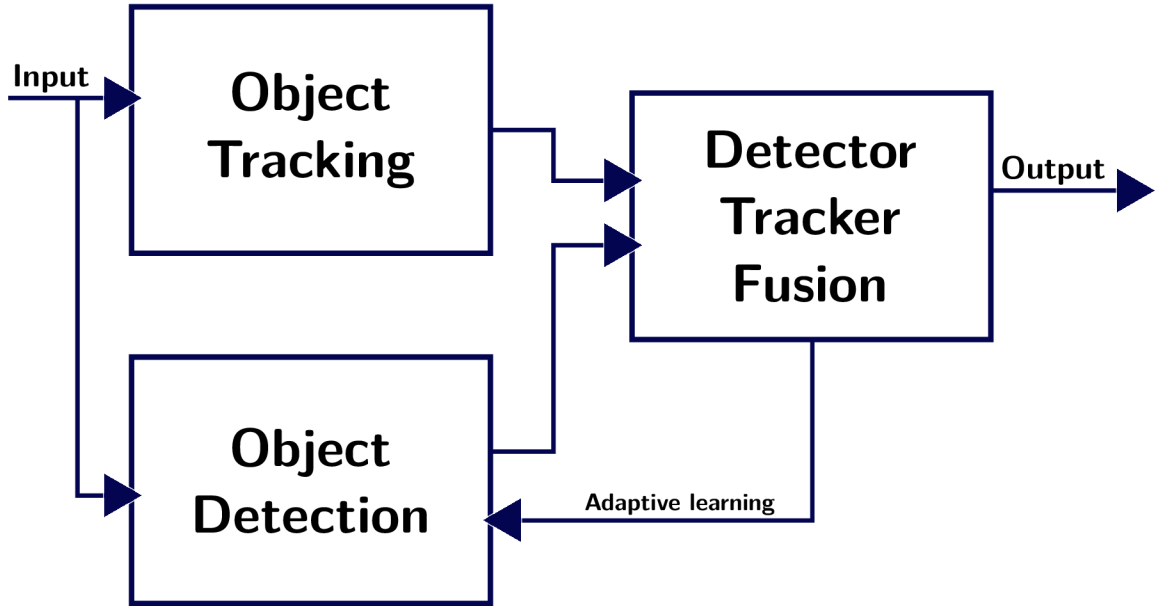 Input
Object
Tracking
Detector
Tracker
Fusion
Output
Object
Detection
Adaptive learning